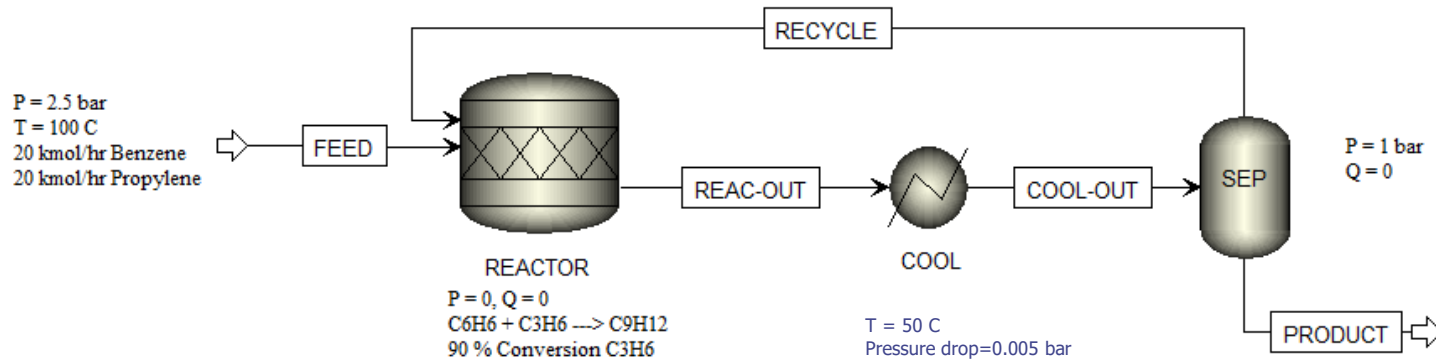 RECYCLE
P = 2.5 bar
T = 100 C
20 kmol/hr Benzene
20 kmol/hr Propylene
FEED
REAC-OUT
COOL-OUT
SEP
P = 1 bar
Q = 0
REACTOR
P = 0, Q = 0
C6H6 + C3H6 ---> C9H12
90 % Conversion C3H6
COOL
T = 50 C
Pressure drop=0.005 bar
PRODUCT